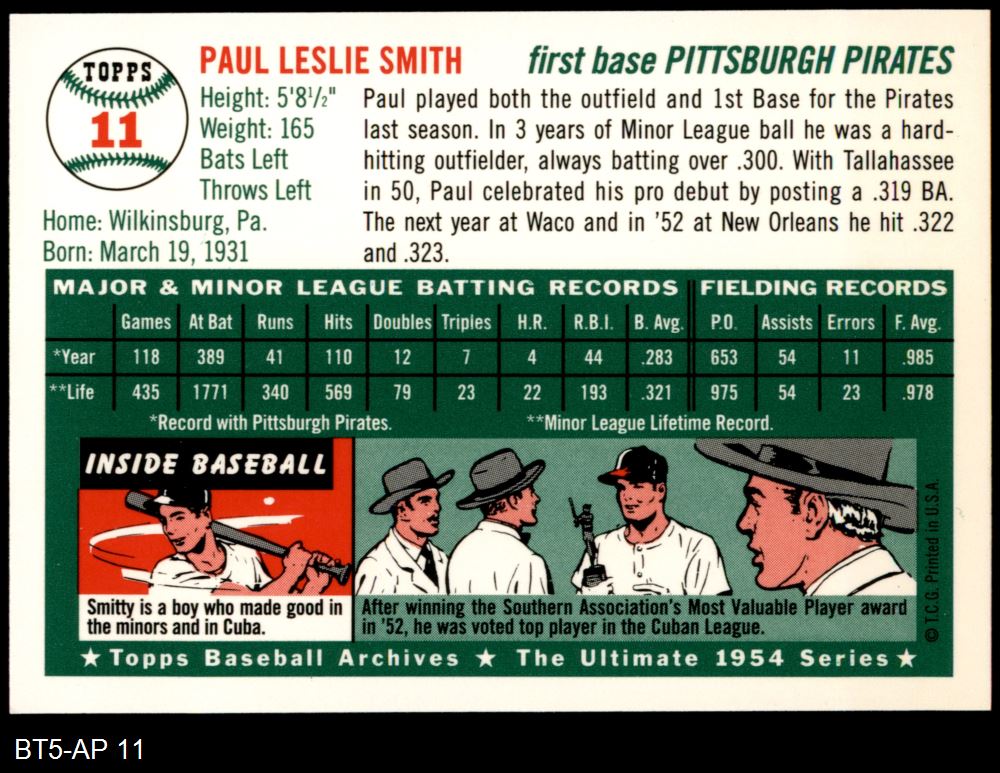 TOPPS
11
PAUL LESLIE SMITH
first base PITTSBURGH PIRATES
Height: 5'8½"
Weight: 165
Bats Left
Throws Left
Home: Wilkinsburg, Pa.
Born: March 19, 1931
Paul played both the outfield and 1st Base for the Pirates
last season. In 3 years of Minor League ball he was a hard-
hitting outfielder, always batting over .300. With Tallahassee
in 50, Paul celebrated his pro debut by posting a .319 BA.
The next year at Waco and in '52 at New Orleans he hit .322
and .323.
MAJOR & MINOR LEAGUE BATTING RECORDS FIELDING RECORDS
Games At Bat Runs Hits Doubles Triples H.R. R.B.I. B. Avg. P.O. Assists Errors F. Avg.
*Year 118 389 41 110 12 7 4 44 .283 653 54 11 .985
**Life 435 1771 340 569 79 23 22 193 .321 975 54 23 .978
*Record with Pittsburgh Pirates. **Minor League Lifetime Record.
INSIDE BASEBALL
Smitty is a boy who made good in
the minors and in Cuba.
After winning the Southern Association's Most Valuable Player award
in '52, he was voted top player in the Cuban League.
© T.C.G. Printed in U.S.A.
★ Topps Baseball Archives ★ The Ultimate 1954 Series ★
BT5-AP 11